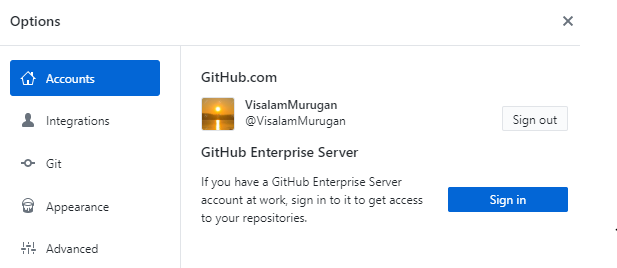 Options
Accounts
Integrations
Git
Appearance
Advanced
GitHub.com
VisalamMurugan
@VisalamMurugan
Sign out
GitHub Enterprise Server
If you have a GitHub Enterprise Server
account at work, sign in to it to get access
to your repositories.
Sign in